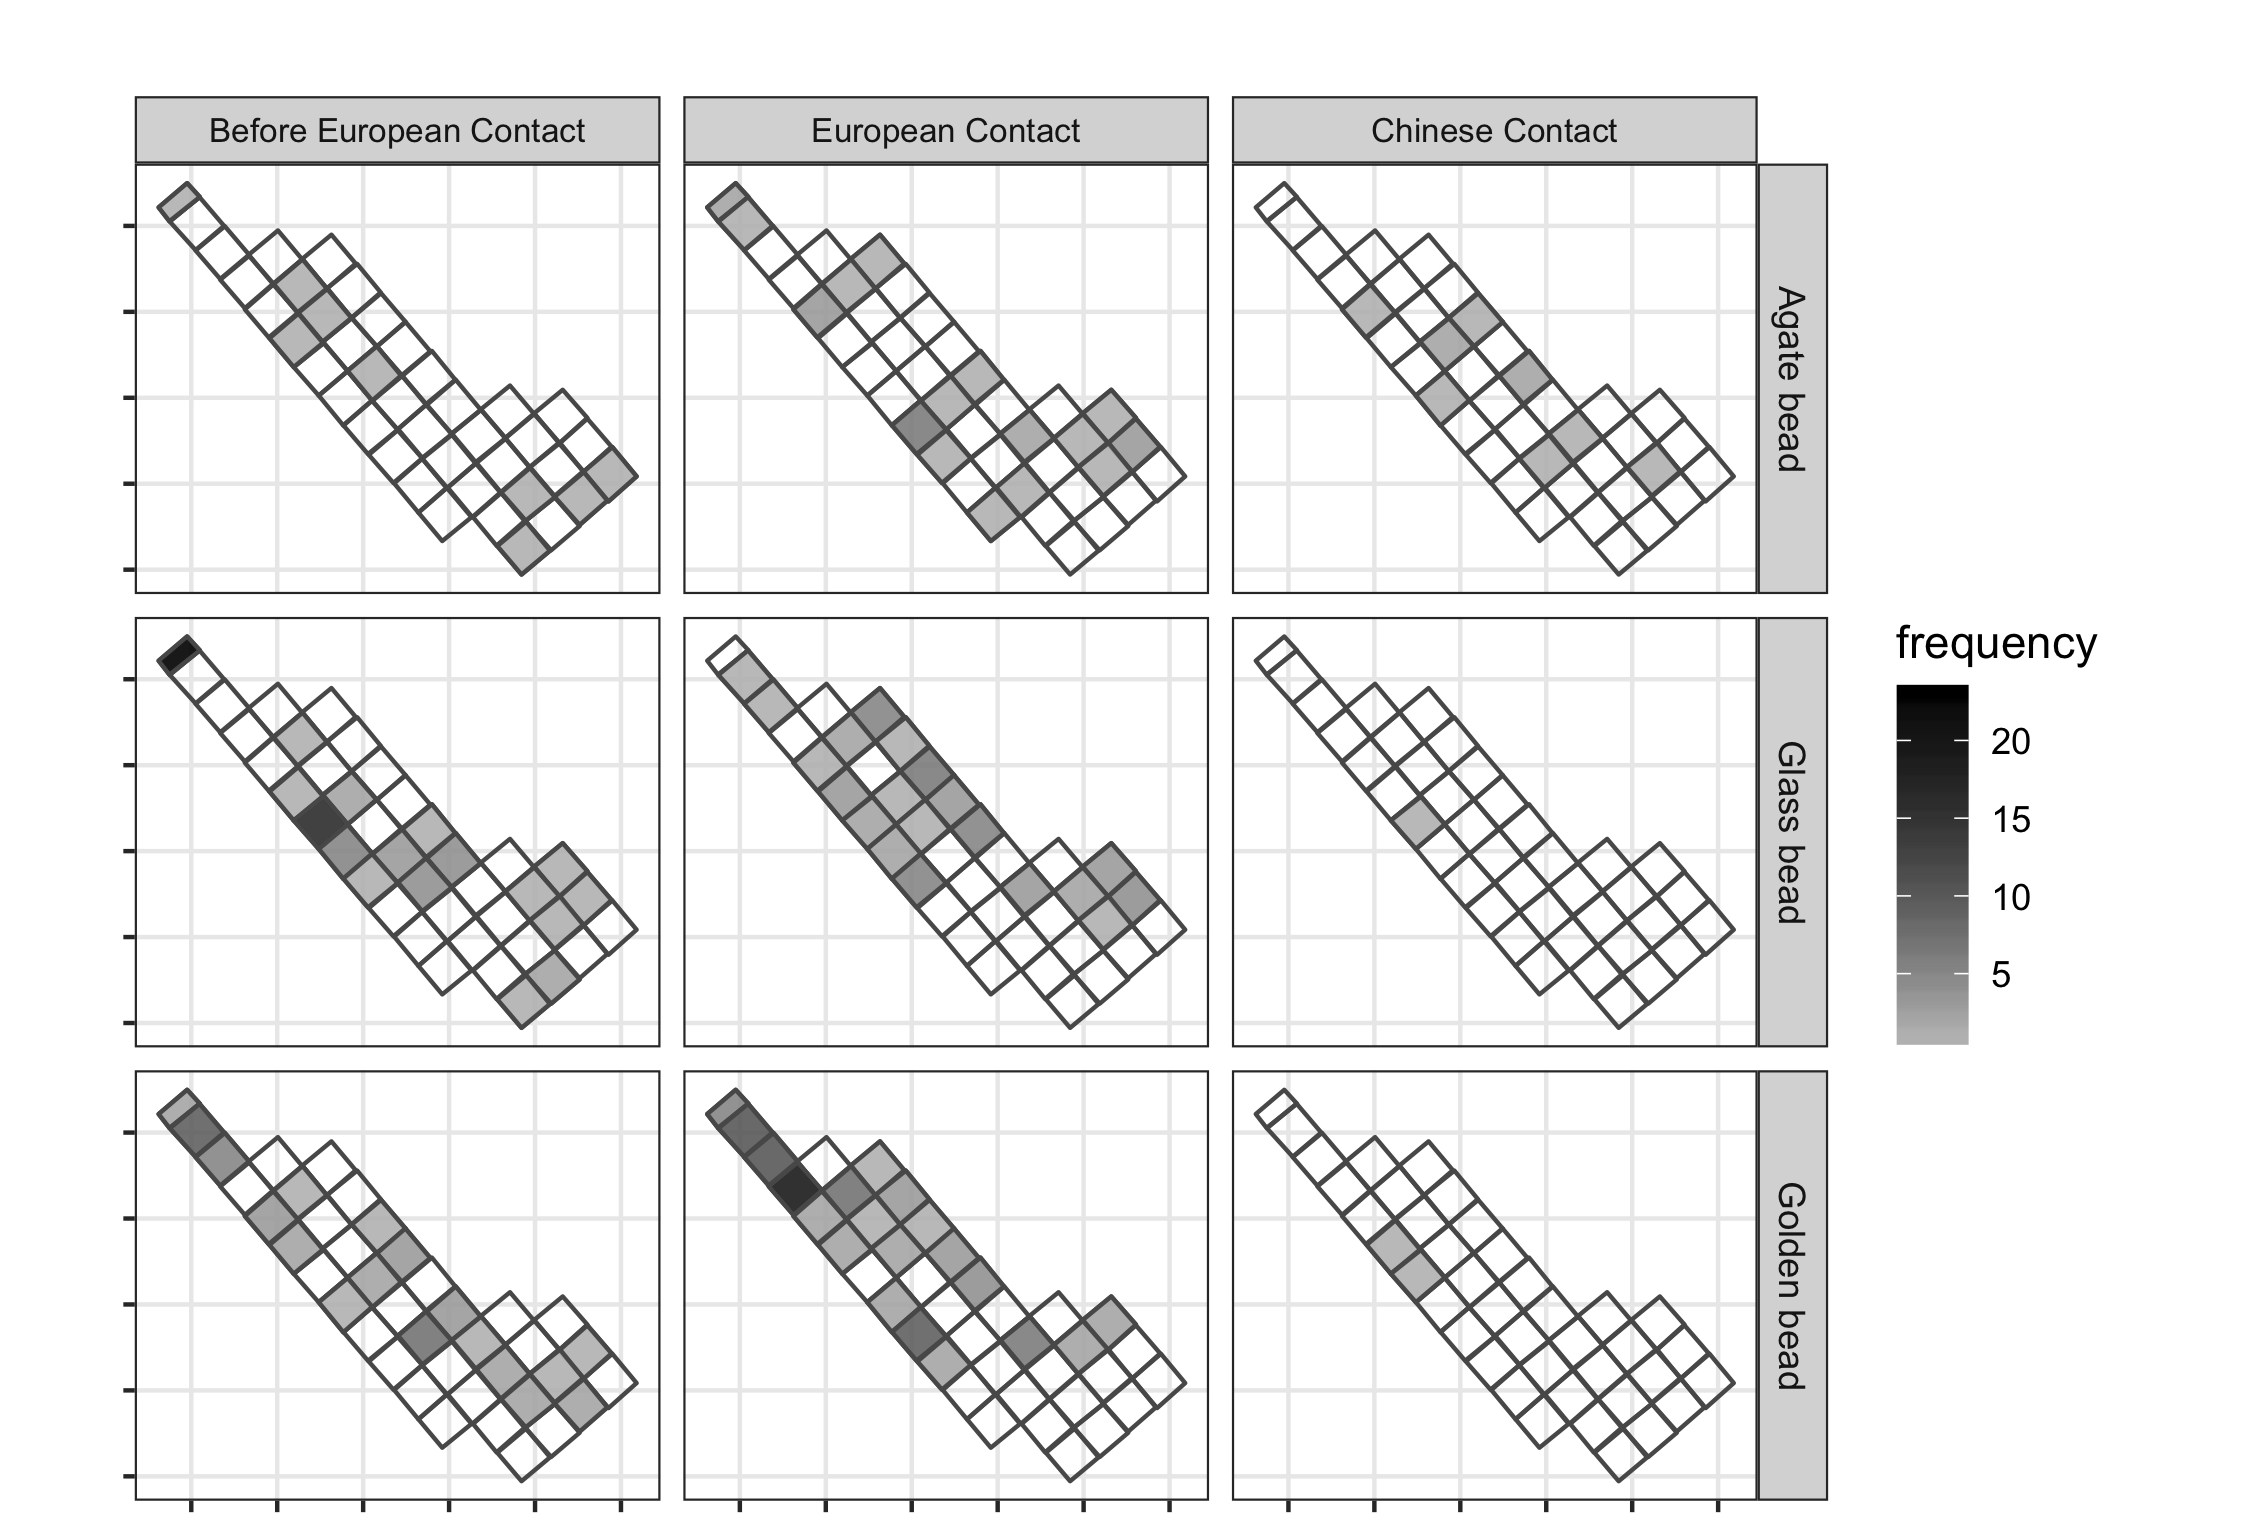 Before European Contact
European Contact
Chinese Contact
Agate bead
Glass bead
Golden bead
frequency
20
15
10
5